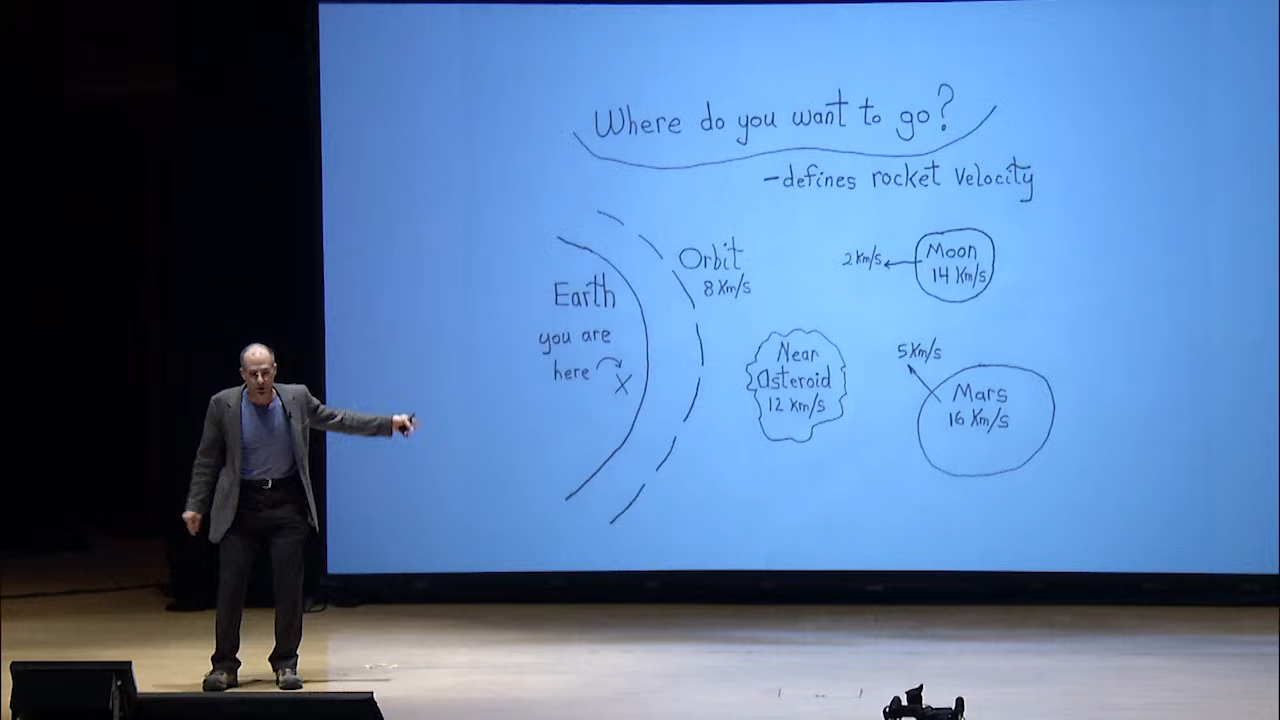 Where do you want to go?
-defines rocket velocity
Earth
you are
here
X
Orbit
8 Km/s
2 Km/s
Moon
14 Km/s
Near
Asteroid
12 Km/s
5 Km/s
Mars
16 Km/s